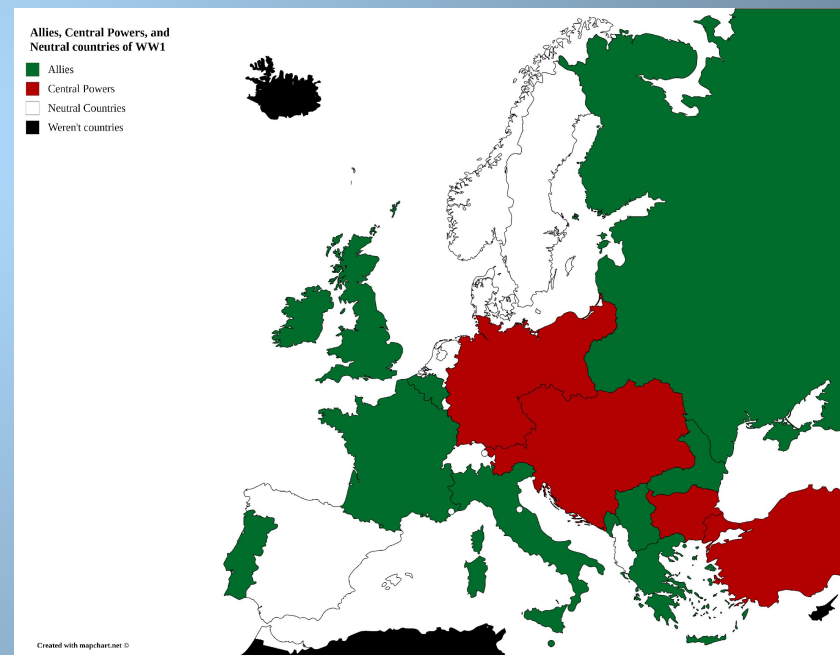 Allies, Central Powers, and
Neutral countries of WW1
Allies
Central Powers
Neutral Countries
Weren't countries
Created with mapchart.net ©